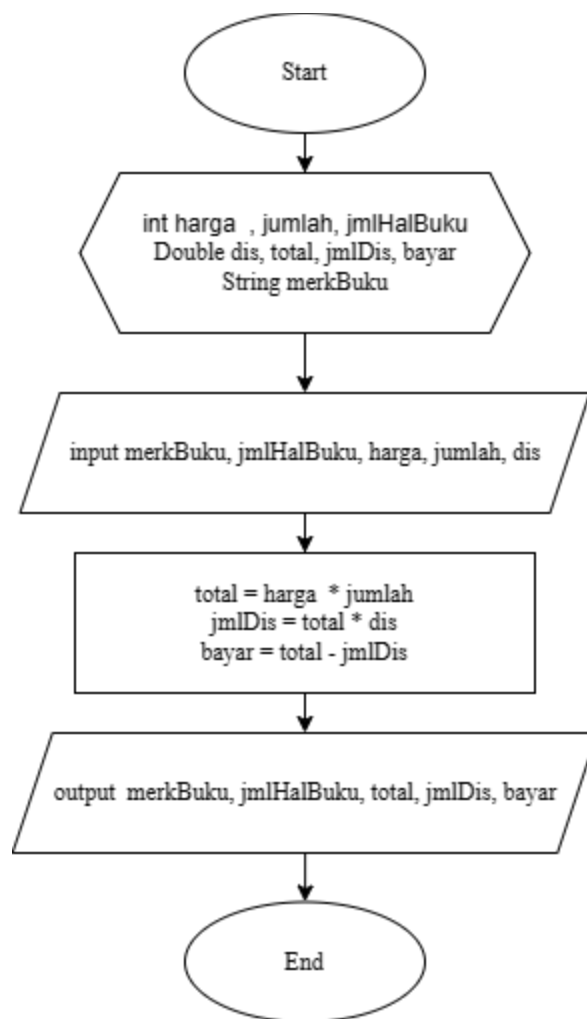 Start
int harga , jumlah, jmlHalBuku
Double dis, total, jmlDis, bayar
String merkBuku
input merkBuku, jmlHalBuku, harga, jumlah, dis
total = harga * jumlah
jmlDis = total * dis
bayar = total - jmlDis
output merkBuku, jmlHalBuku, total, jmlDis, bayar
End